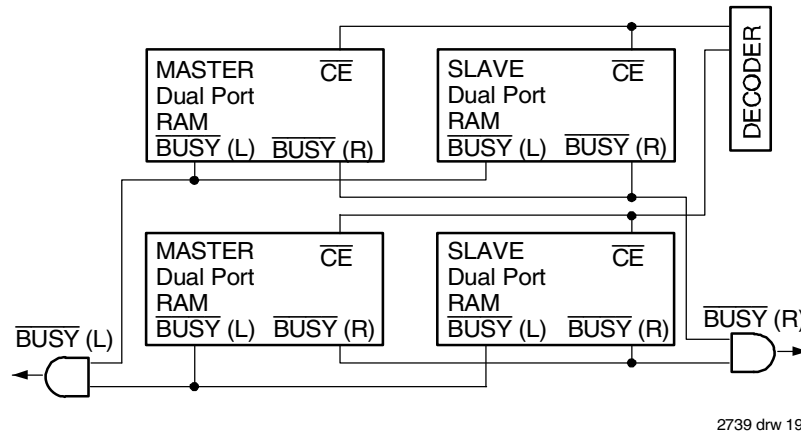 MASTER
Dual Port
RAM
CE
BUSY (L) BUSY (R)
SLAVE
Dual Port
RAM
CE
BUSY (L) BUSY (R)
DECODER
MASTER
Dual Port
RAM
CE
BUSY (L) BUSY (R)
SLAVE
Dual Port
RAM
CE
BUSY (L) BUSY (R)
BUSY (L)
BUSY (R)
2739 drw 19